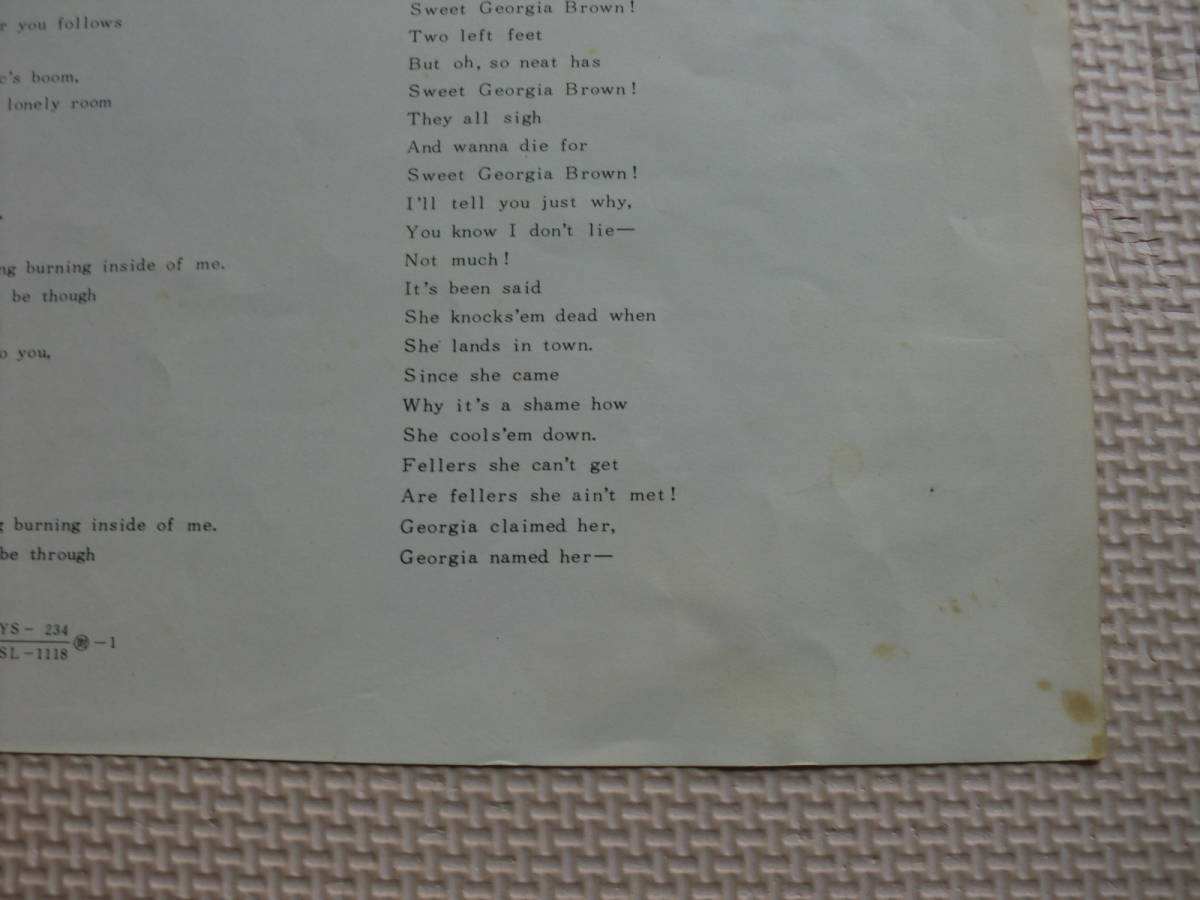 you follows
boom,
lonely room
burning inside of me.
be though
you,
burning inside of me.
be through
YS- 234
SL-1118
-1
Sweet Georgia Brown!
Two left feet
But oh, so neat has
Sweet Georgia Brown!
They all sigh
And wanna die for
Sweet Georgia Brown!
I'll tell you just why,
You know I don't lie—
Not much!
It's been said
She knocks'em dead when
She lands in town.
Since she came
Why it's a shame how
She cools'em down.
Fellers she can't get
Are fellers she ain't met!
Georgia claimed her,
Georgia named her—